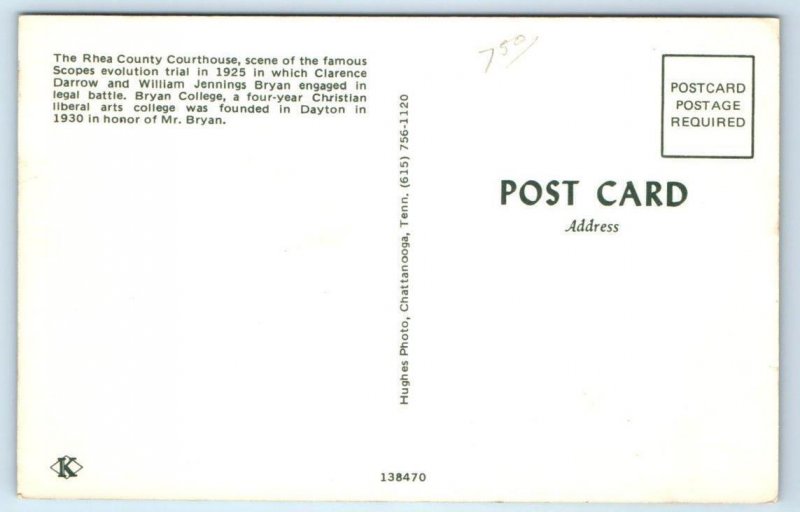 The Rhea County Courthouse, scene of the famous
Scopes evolution trial in 1925 in which Clarence
Darrow and William Jennings Bryan engaged in
legal battle. Bryan College, a four-year Christian
liberal arts college was founded in Dayton in
1930 in honor of Mr. Bryan.
750
POSTCARD
POSTAGE
REQUIRED
POST CARD
Address
Hughes Photo, Chattanooga, Tenn. (615) 756-1120
K
138470